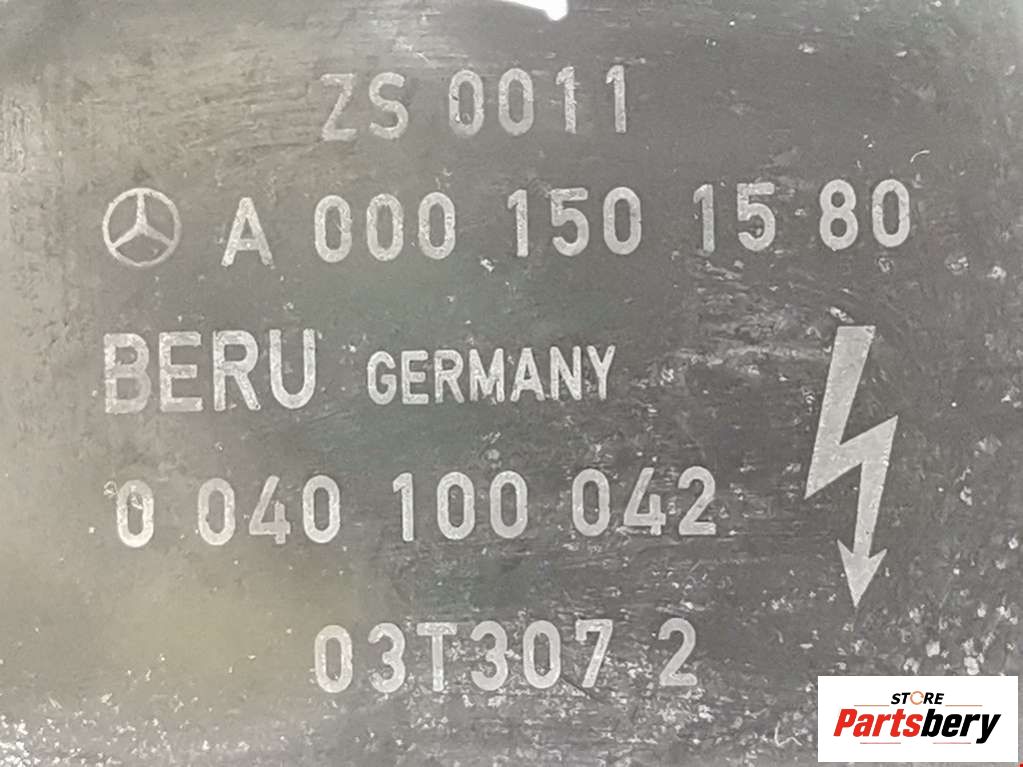 ZS 0011
A 000 150 15 80
BERU GERMANY
0 040 100 042
03T307 2
STORE
Partsbery